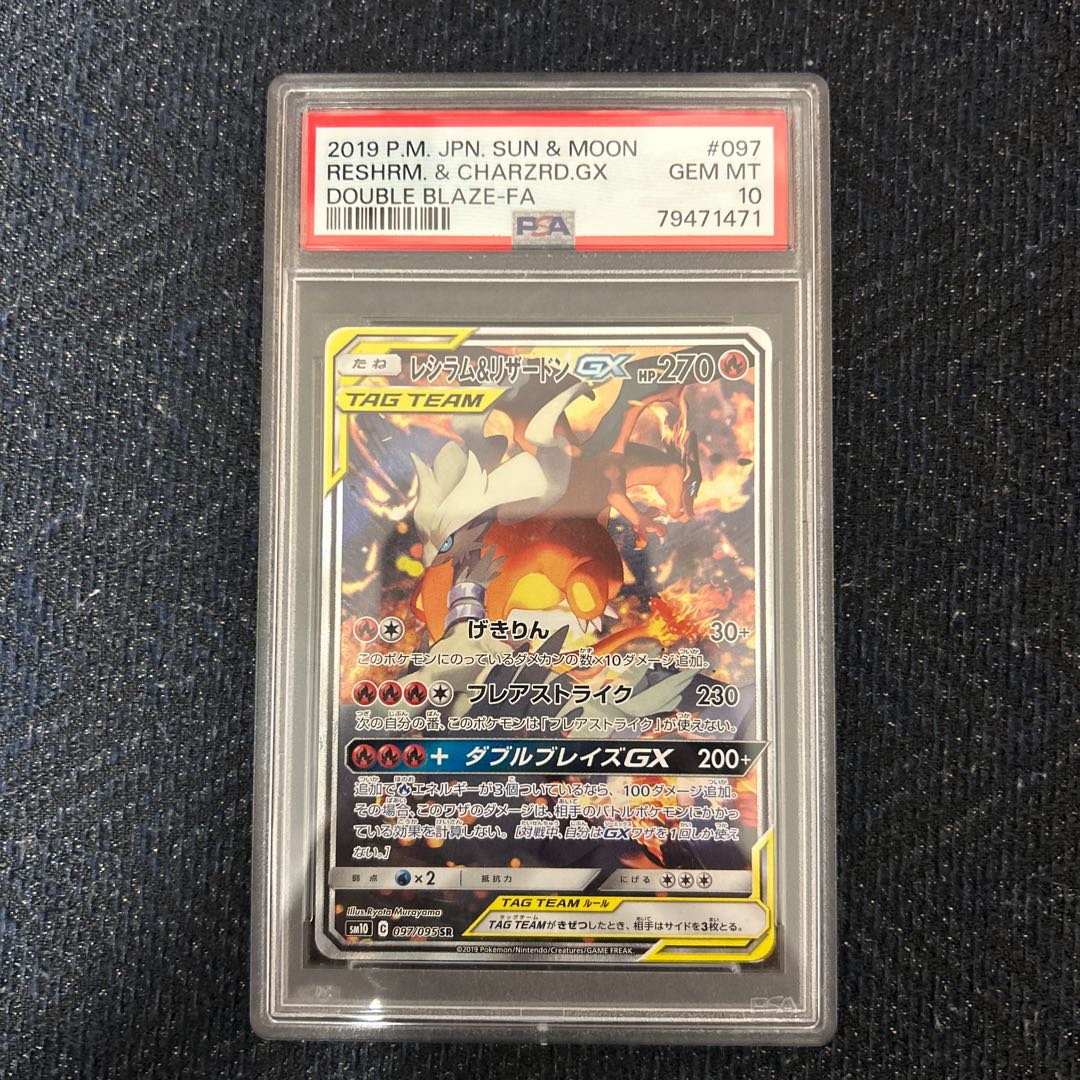 2019 P.M. JPN. SUN & MOON #097
RESHRM. & CHARZRD.GX GEM MT
DOUBLE BLAZE-FA 10
PSA 79471471
たね レシラム&リザードンGX HP270
TAG TEAM
げきりん 30+
このポケモンにのっているダメカンの数×10ダメージ追加。
フレアストライク 230
次の自分の番、このポケモンは「フレアストライク」が使えない。
+ ダブルブレイズGX 200+
追加で エネルギーが3個ついているなら、100ダメージ追加。
その場合、このワザのダメージは、相手のバトルポケモンにかかっ
ている効果を計算しない。[対戦中、自分はGXワザを1回しか使え
ない。]
弱点 ×2 抵抗力 にげる
Illus.Ryota Murayama
TAG TEAM ルール
TAG TEAMがきぜつしたとき、相手はサイドを3枚とる。
SM10 C 097/095 SR
©2019 Pokémon/Nintendo/Creatures/GAME FREAK.
PSA